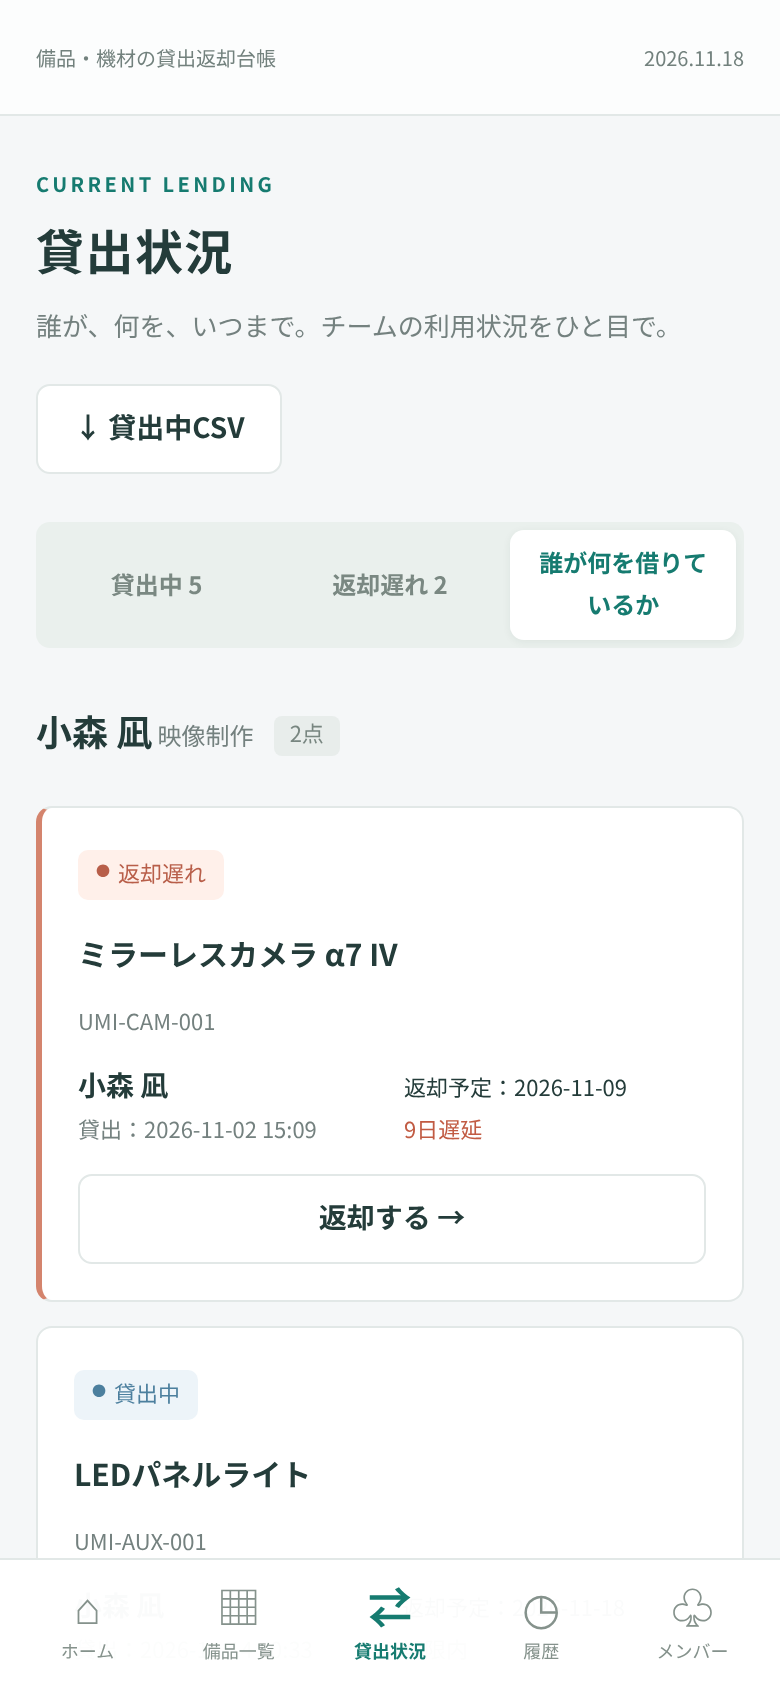 備品・機材の貸出返却台帳
2026.11.18
CURRENT LENDING
貸出状況
誰が、何を、いつまで。チームの利用状況をひと目で。
↓ 貸出中CSV
貸出中 5
返却遅れ 2
誰が何を借りて
いるか
小森 凪 映像制作 2点
返却遅れ
ミラーレスカメラ α7 IV
UMI-CAM-001
小森 凪
返却予定：2026-11-09
貸出：2026-11-02 15:09
9日遅延
返却する →
貸出中
LEDパネルライト
UMI-AUX-001
ホーム
備品一覧
貸出状況
履歴
メンバー